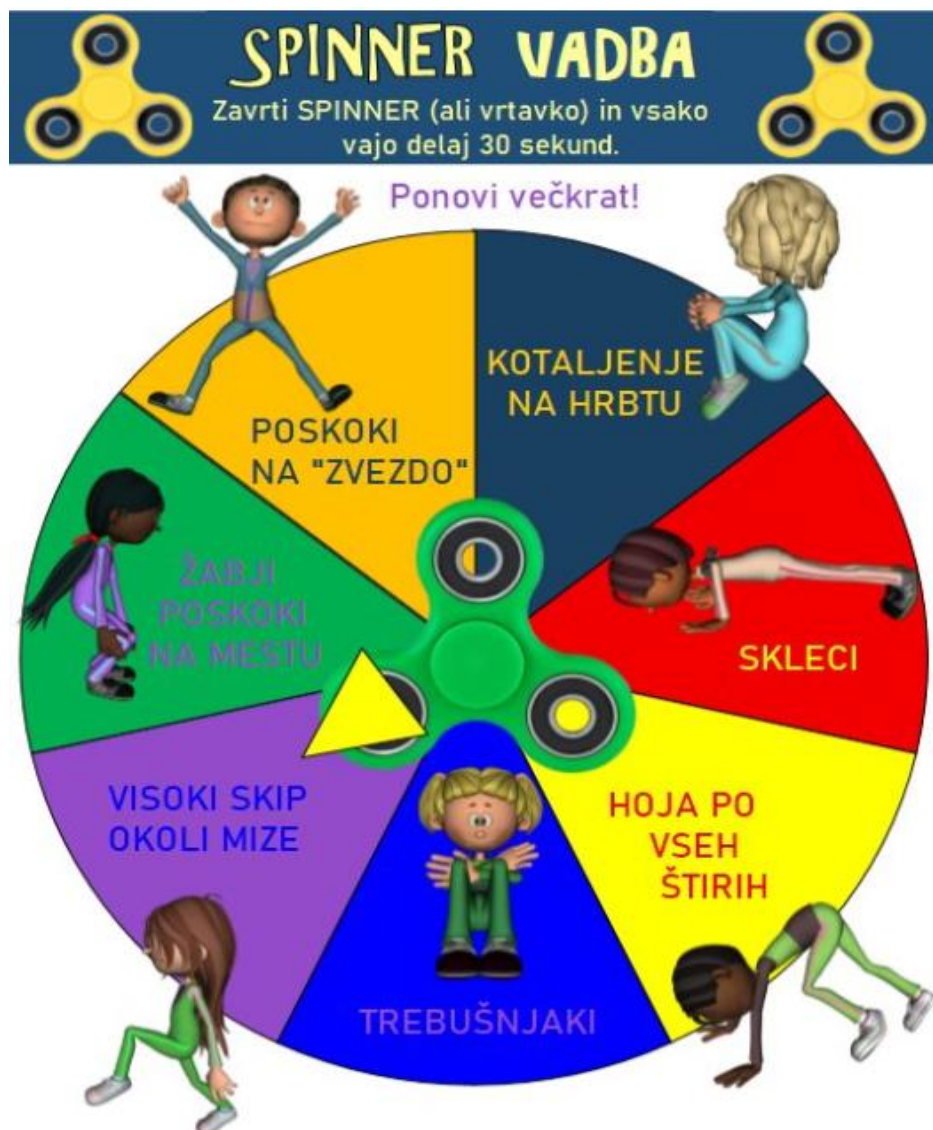 SPINNER VADBA
Zavrti SPINNER (ali vrtavko) in vsako
vajo delaj 30 sekund.
Ponovi večkrat!
KOTALJENJE
NA HRBTU
POSKOKI
NA "ZVEZDO"
ŽABJI
POSKOKI
NA MESTU
SKLECI
VISOKI SKIP
OKOLI MIZE
HOJA PO
VSEH
ŠTIRIH
TREBUŠNJAKI